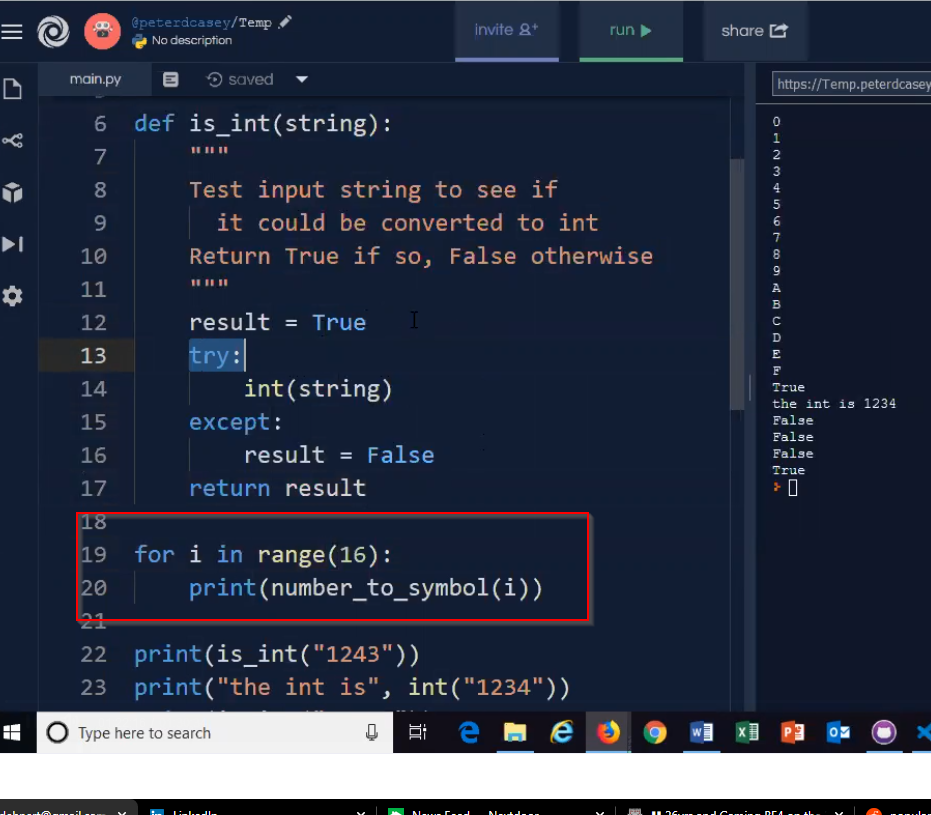 @peterdcasey/Temp
No description
invite
run
share
main.py
saved
https://Temp.peterdcasey
6 def is_int(string):
7 """
8 Test input string to see if
9 it could be converted to int
10 Return True if so, False otherwise
11 """
12 result = True
13 try:
14 int(string)
15 except:
16 result = False
17 return result
18
19 for i in range(16):
20 print(number_to_symbol(i))
21
22 print(is_int("1243"))
23 print("the int is", int("1234"))
0
1
2
3
4
5
6
7
8
9
A
B
C
D
E
F
True
the int is 1234
False
False
False
True
Type here to search